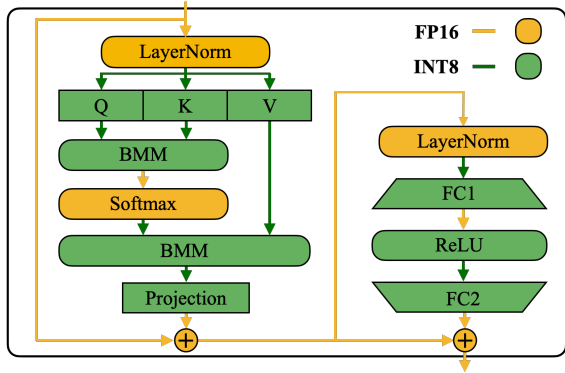 FP16
INT8
LayerNorm
Q K V
BMM
Softmax
BMM
Projection
LayerNorm
FC1
ReLU
FC2